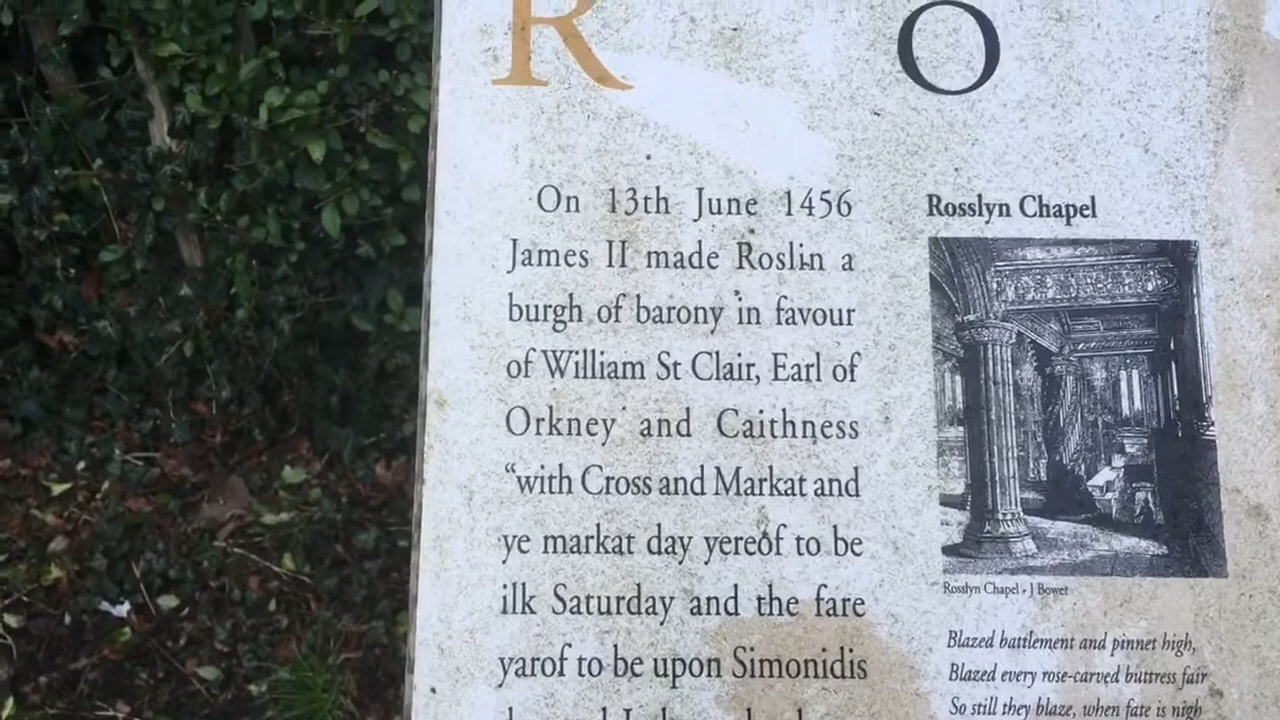 R O
On 13th June 1456
James II made Roslin a
burgh of barony in favour
of William St Clair, Earl of
Orkney and Caithness
“with Cross and Markat and
ye markat day yereof to be
ilk Saturday and the fare
yarof to be upon Simonidis
Rosslyn Chapel
Rosslyn Chapel - J Bowet
Blazed battlement and pinnet high,
Blazed every rose-carved buttress fair
So still they blaze, when fate is nigh